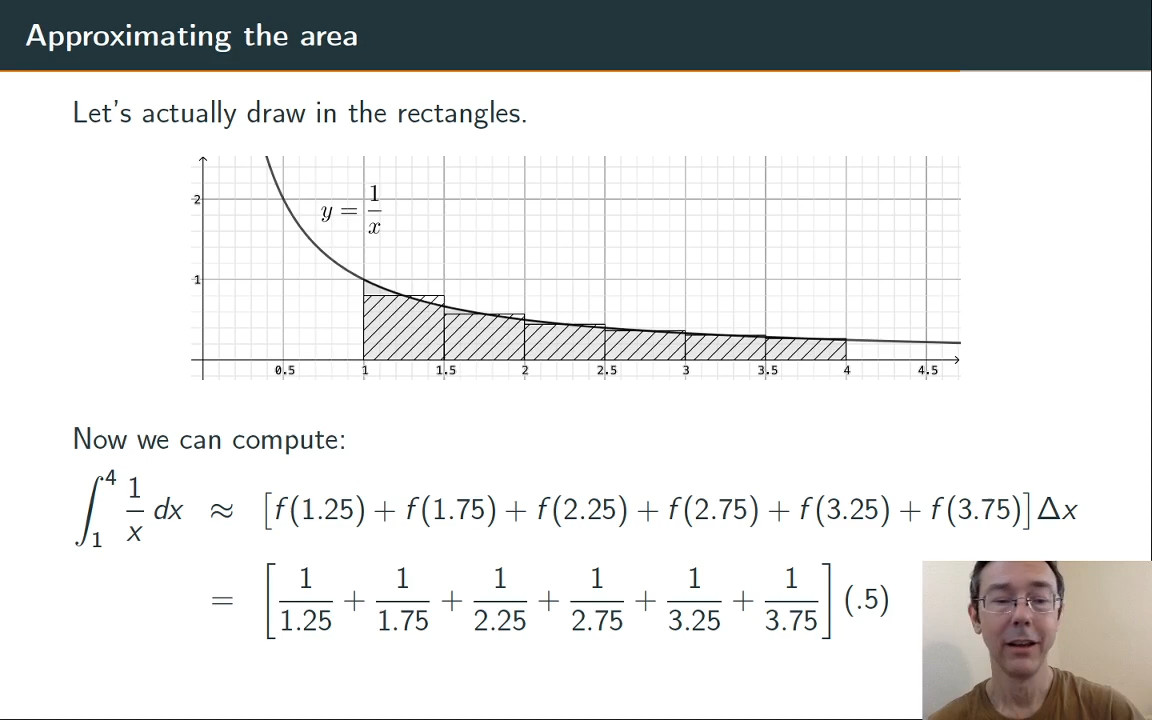 Approximating the area
Let's actually draw in the rectangles.
2
y = 1/x
1
0.5 1 1.5 2 2.5 3 3.5 4 4.5
Now we can compute:
∫₁⁴ 1/x dx ≈ [f(1.25) + f(1.75) + f(2.25) + f(2.75) + f(3.25) + f(3.75)] Δx
= [1/1.25 + 1/1.75 + 1/2.25 + 1/2.75 + 1/3.25 + 1/3.75] (.5)